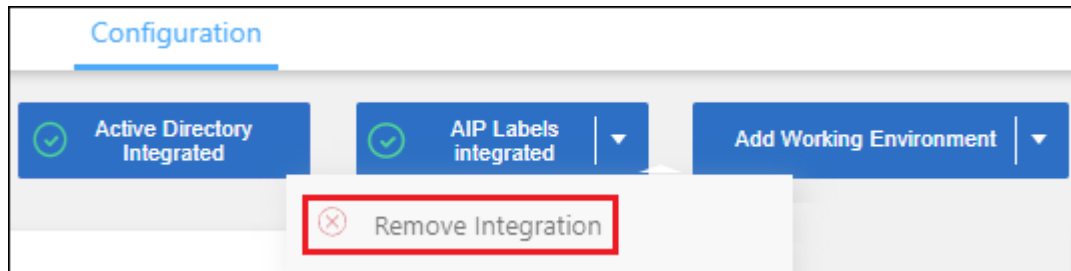 Configuration
Active Directory
Integrated
AIP Labels
integrated
Add Working Environment
Remove Integration